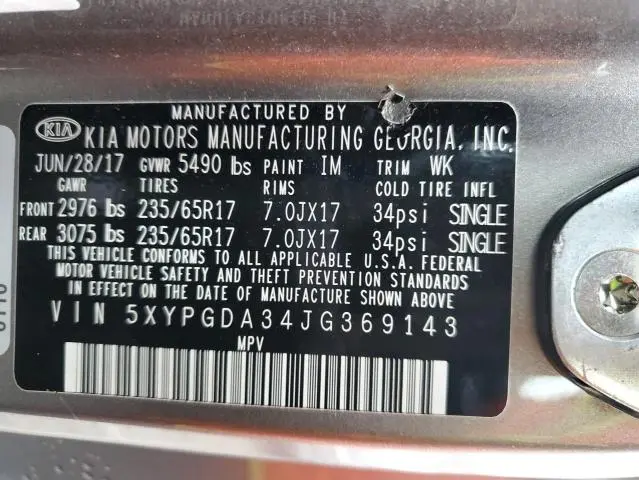 MANUFACTURED BY
KIA KIA MOTORS MANUFACTURING GEORGIA, INC.
JUN/28/17 GVWR 5490 lbs PAINT IM TRIM WK
GAWR TIRES RIMS COLD TIRE INFL
FRONT 2976 lbs 235/65R17 7.0JX17 34psi SINGLE
REAR 3075 lbs 235/65R17 7.0JX17 34psi SINGLE
THIS VEHICLE CONFORMS TO ALL APPLICABLE U.S.A. FEDERAL
MOTOR VEHICLE SAFETY AND THEFT PREVENTION STANDARDS
IN EFFECT ON THE DATE OF MANUFACTURE SHOWN ABOVE.
VIN 5XYPGDA34JG369143
MPV